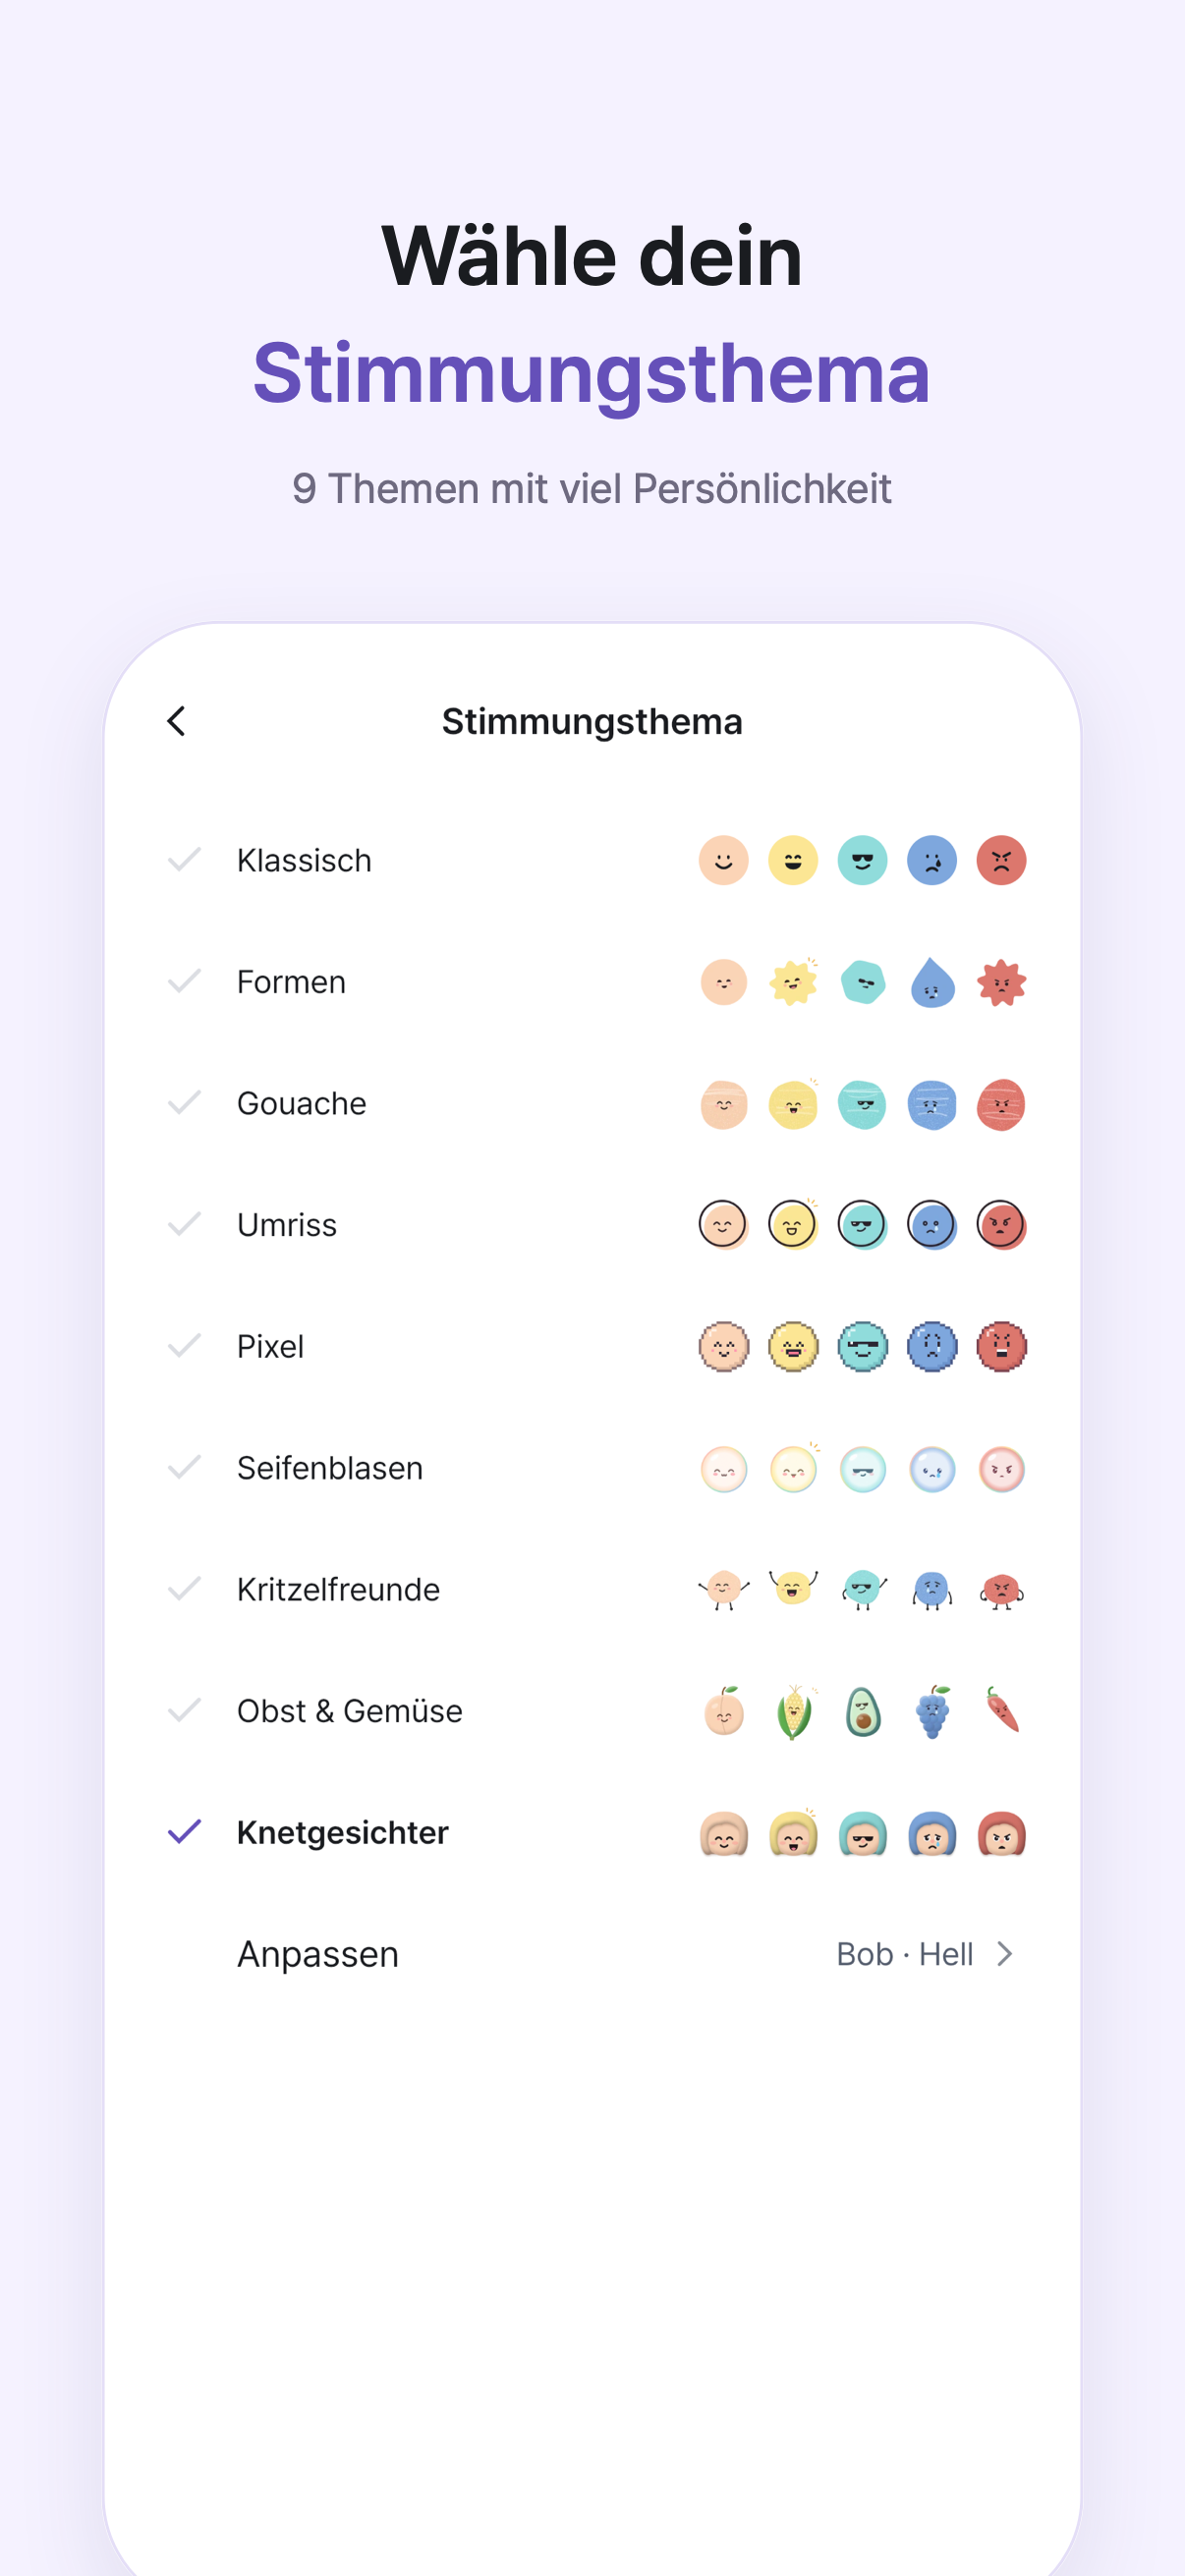 Wähle dein
Stimmungsthema
9 Themen mit viel Persönlichkeit
Stimmungsthema
Klassisch
Formen
Gouache
Umriss
Pixel
Seifenblasen
Kritzelfreunde
Obst & Gemüse
Knetgesichter
Anpassen Bob · Hell